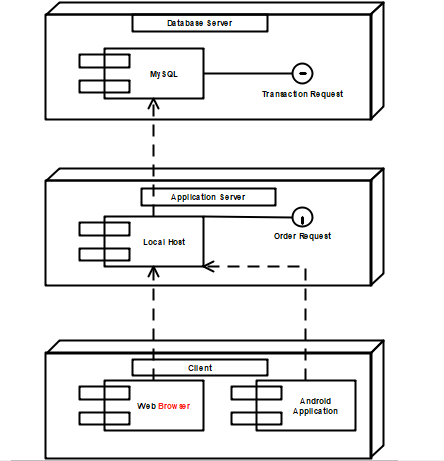 Database Server
MySQL
Transaction Request
Application Server
Local Host
Order Request
Client
Web Browser
Android
Application